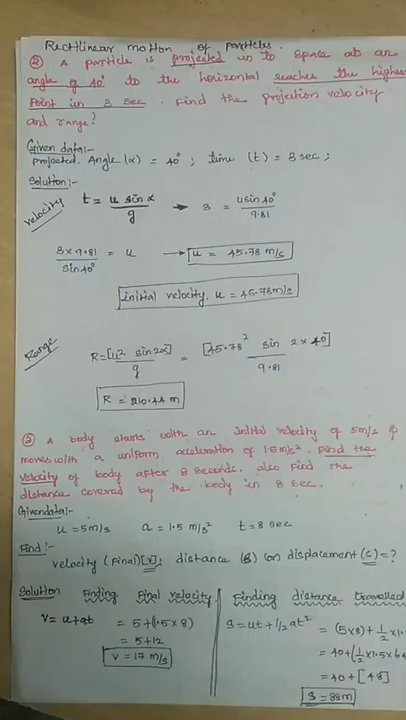 Rectilinear motion of particles.
② A particle is projected in to space at an
angle of 40° to the horizontal reaches the highest
point in 3 sec. Find the projection velocity
and range?
Given data:-
projected. Angle (α) = 40° ; time (t) = 3 sec ;
Solution:-
velocity t = u sin α / g → 3 = u sin 40° / 9.81
3 × 9.81 / sin 40° = u → u = 45.78 m/s
initial velocity, u = 45.78 m/s
Range R = [u² sin 2α] / g = [45.78² sin 2 × 40] / 9.81
R = 210.44 m
③ A body starts with an initial velocity of 5m/s &
moves with a uniform acceleration of 1.5 m/s². Find the
velocity of body after 8 seconds. also find the
distance covered by the body in 8 sec.
Given data:-
u = 5 m/s a = 1.5 m/s² t = 8 sec
Find:-
velocity (Final) [v]; distance (S) (or) displacement (s) = ?
Solution Finding Final velocity
v = u + at = 5 + (1.5 × 8)
= 5 + 12
v = 17 m/s
Finding distance travelled
S = ut + 1/2 at²
= (5×8) + 1/2 × 1.
= 40 + (1/2 × 1.5 × 64
= 40 + [48]
S = 88m